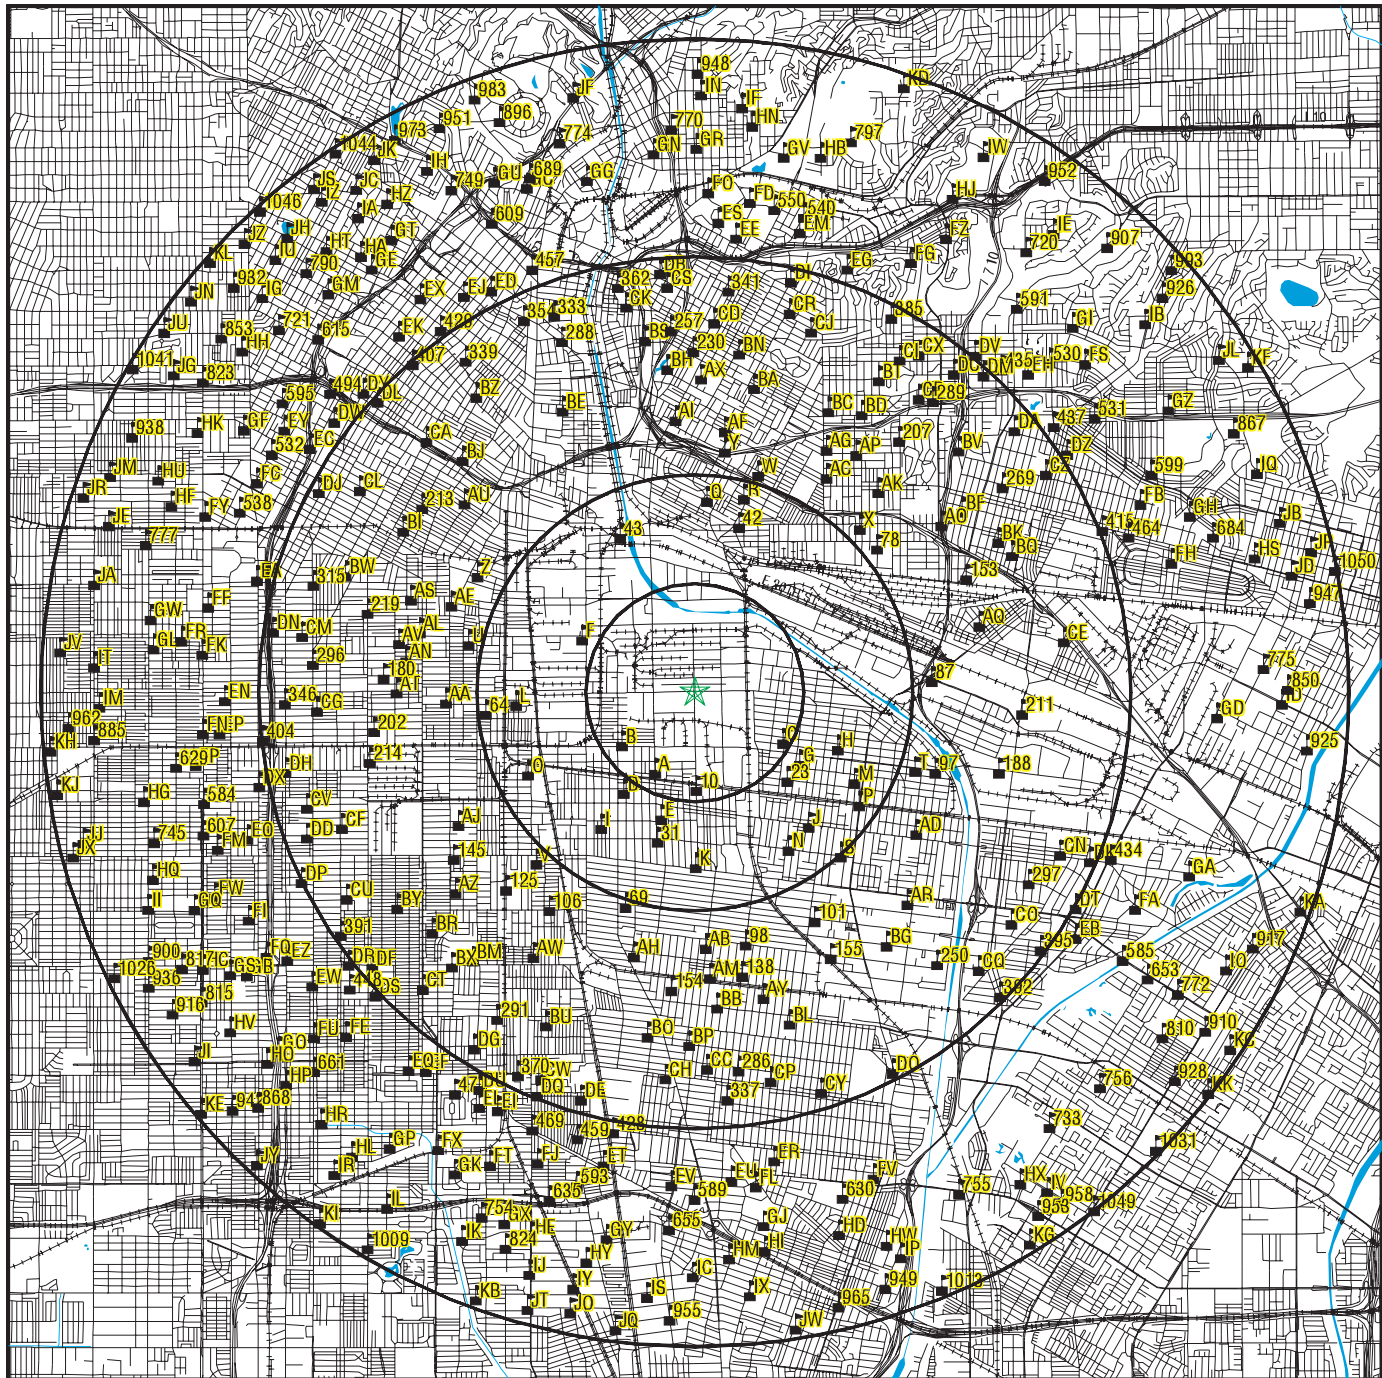 948
983
JF
IN
KD
896
IF
951
770
HN
973
774
797
1044
GN
GR
GV
HB
IW
JK
IH
GU
689
GG
952
JS
JC
749
IZ
HZ
FO
FD
HJ
1046
IA
609
ES
550
540
JH
GT
EE
EM
FZ
IE
JZ
HT
HA
720
907
KL
IU
GE
457
DH
DI
EG
FG
993
790
362
CS
982
IG
GM
EX
EJ
ED
CK
341
591
926
JN
354
333
CR
385
JU
853
721
615
EK
429
288
BS
257
CD
CJ
GI
IB
HH
407
339
230
BN
CI
CX
DV
JL
KF
1041
JG
823
BH
AX
BA
BT
DC
DM
435
EH
530
FS
494
DY
DL
BZ
595
BE
BC
BD
289
GZ
938
HK
GF
EY
DW
AI
AF
DA
437
531
867
532
EC
CA
Y
AG
AP
207
BV
DZ
BJ
JM
HU
FC
W
AC
CZ
599
IQ
JR
HF
DJ
CL
AU
Q
R
AK
269
FB
JE
FY
538
213
BF
GH
JB
BI
43
42
X
AO
415
464
684
777
78
BK
BQ
FH
HS
JP
JA
EA
315
BW
Z
153
JD
1050
GW
FF
219
AS
AE
AQ
947
GL
FR
DN
CM
AV
AL
F
CE
JV
IT
FK
296
AN
U
180
AT
87
775
IM
EN
346
CG
AA
64
L
211
850
GD
962
885
FN
EP
404
202
B
C
H
KH
629
214
O
A
G
925
KJ
DX
DH
D
10
23
M
T
97
188
HG
584
CV
P
JJ
745
607
EO
DD
CF
AJ
I
E
J
AD
JX
FM
31
N
S
CN
434
HQ
DP
145
V
K
297
GA
II
GQ
FW
CU
BY
AZ
125
106
69
AR
DT
FA
KA
FI
391
BR
101
CO
EB
917
900
FQ
EZ
BX
BM
AW
AH
AB
98
155
BG
250
395
585
1026
936
817
GS
DR
DF
CQ
653
IO
916
815
EW
DS
CT
154
AM
138
392
772
HV
FU
FE
291
BU
BB
AY
BL
810
910
JI
GO
DG
BO
BP
KC
HO
661
EQ
370
CW
CC
286
DO
928
KK
HP
DU
DQ
CH
CP
CY
756
KE
868
EL
EI
DE
337
HR
469
428
733
GP
FX
459
1031
JY
HL
GK
FT
FJ
ET
ER
IR
593
EV
EU
FL
FV
HX
IY
IL
635
589
630
755
958
KI
754
GX
655
GJ
953
1049
IK
HE
GY
HD
KG
1009
824
HM
HI
HW
IP
IJ
HY
IC
KB
IY
IS
IX
949
1013
JT
JO
955
965
JQ
JW